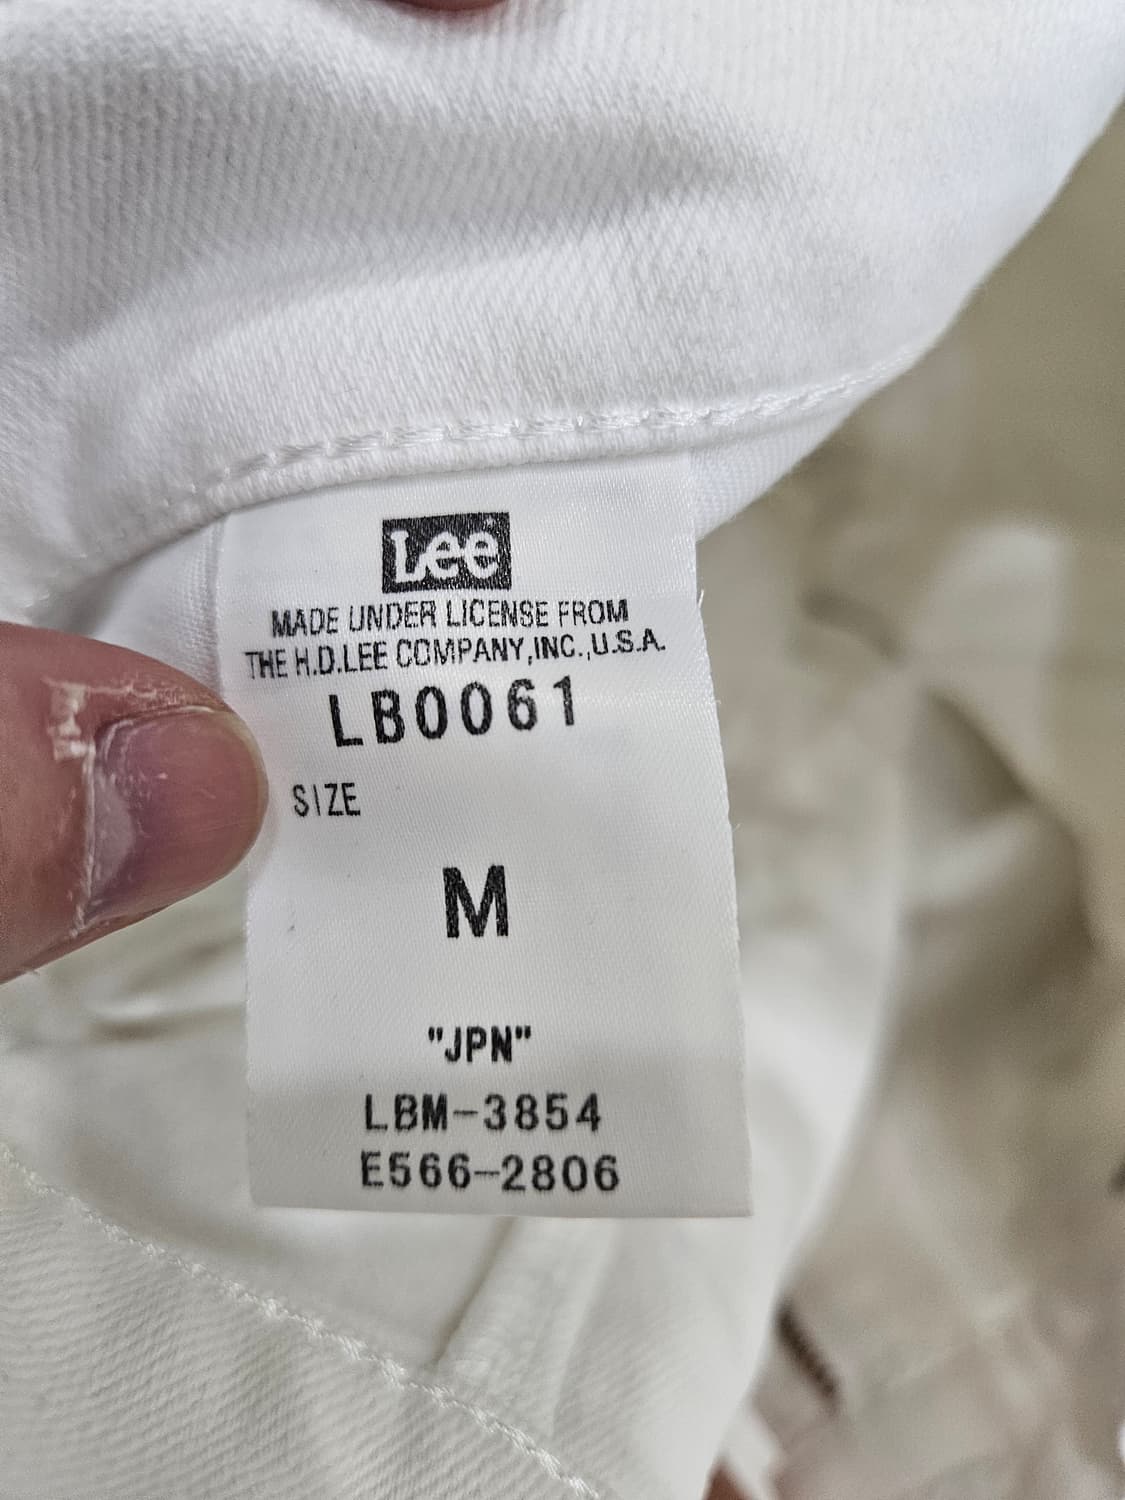 Lee
MADE UNDER LICENSE FROM
THE H.D.LEE COMPANY,INC.,U.S.A.
LB0061
SIZE
M
"JPN"
LBM-3854
E566-2806